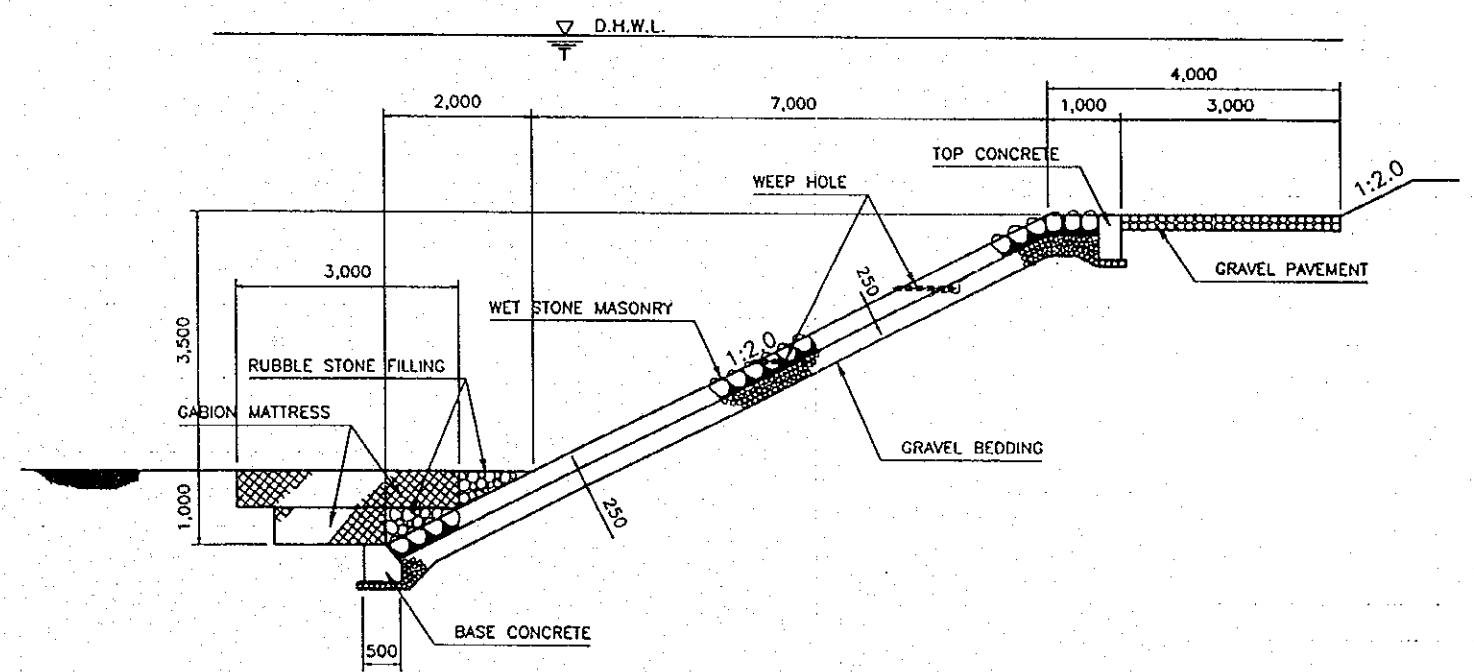 D.H.W.L.
4,000
2,000
7,000
1,000
3,000
TOP CONCRETE
WEEP HOLE
1:2.0
3,000
250
GRAVEL PAVEMENT
WET STONE MASONRY
3,500
1:2.0
RUBBLE STONE FILLING
GABION MATTRESS
GRAVEL BEDDING
1,000
250
BASE CONCRETE
500